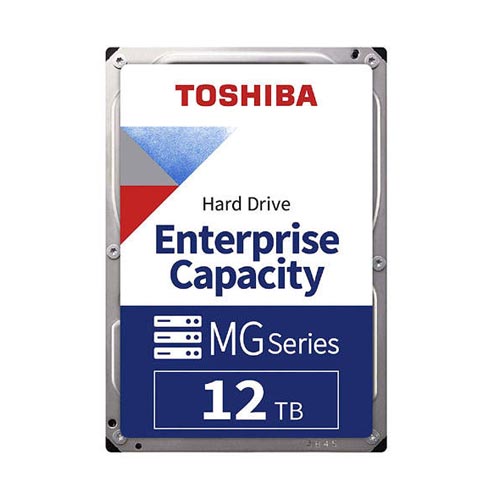 TOSHIBA
Hard Drive
Enterprise
Capacity
MG Series
12 TB